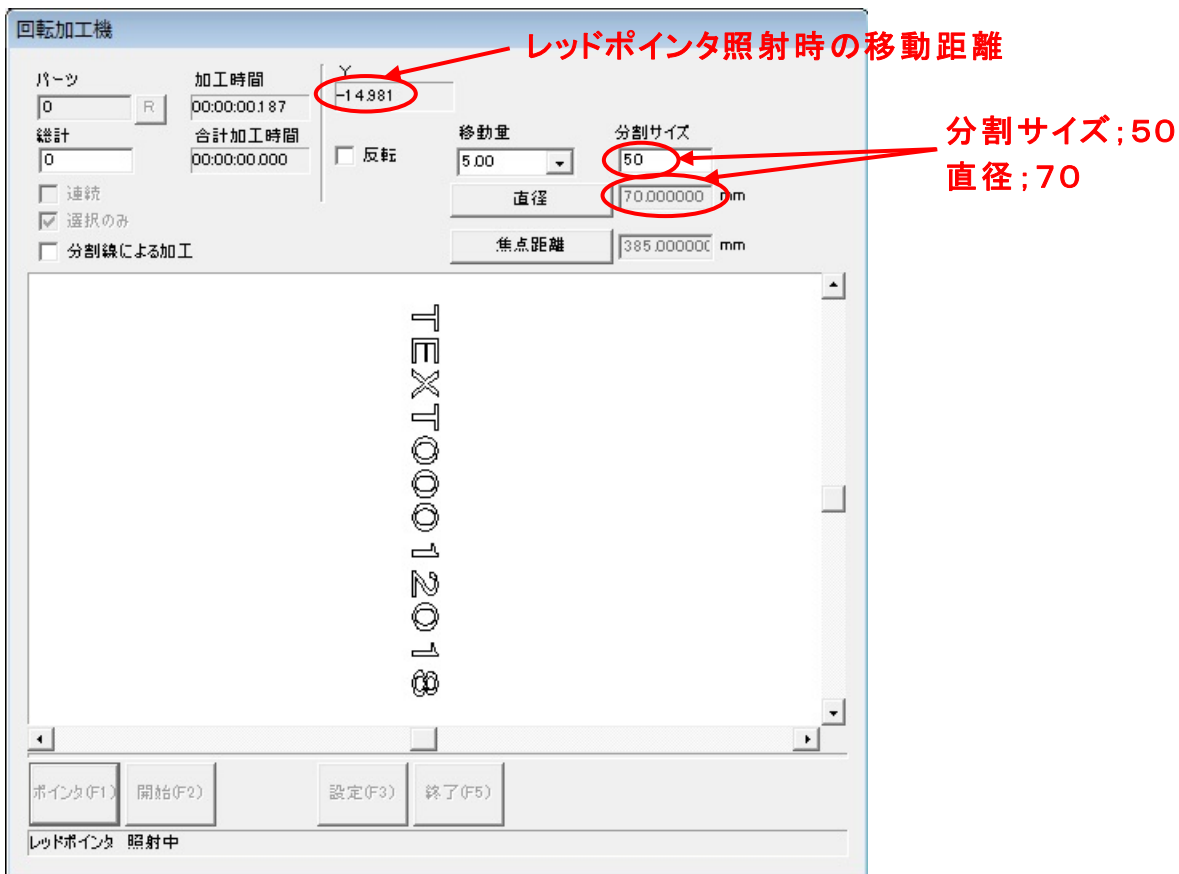 回転加工機
レッドポインタ照射時の移動距離
パーツ
加工時間
Y
0
R
00:00:00.187
-14.981
総計
合計加工時間
移動量
分割サイズ
0
00:00:00.000
反転
5.00
50
分割サイズ;50
直径;70
連続
直径
70.000000 mm
選択のみ
分割線による加工
焦点距離
385.000000 mm
TEXT00012018
ポインタ(F1)
開始(F2)
設定(F3)
終了(F5)
レッドポインタ 照射中